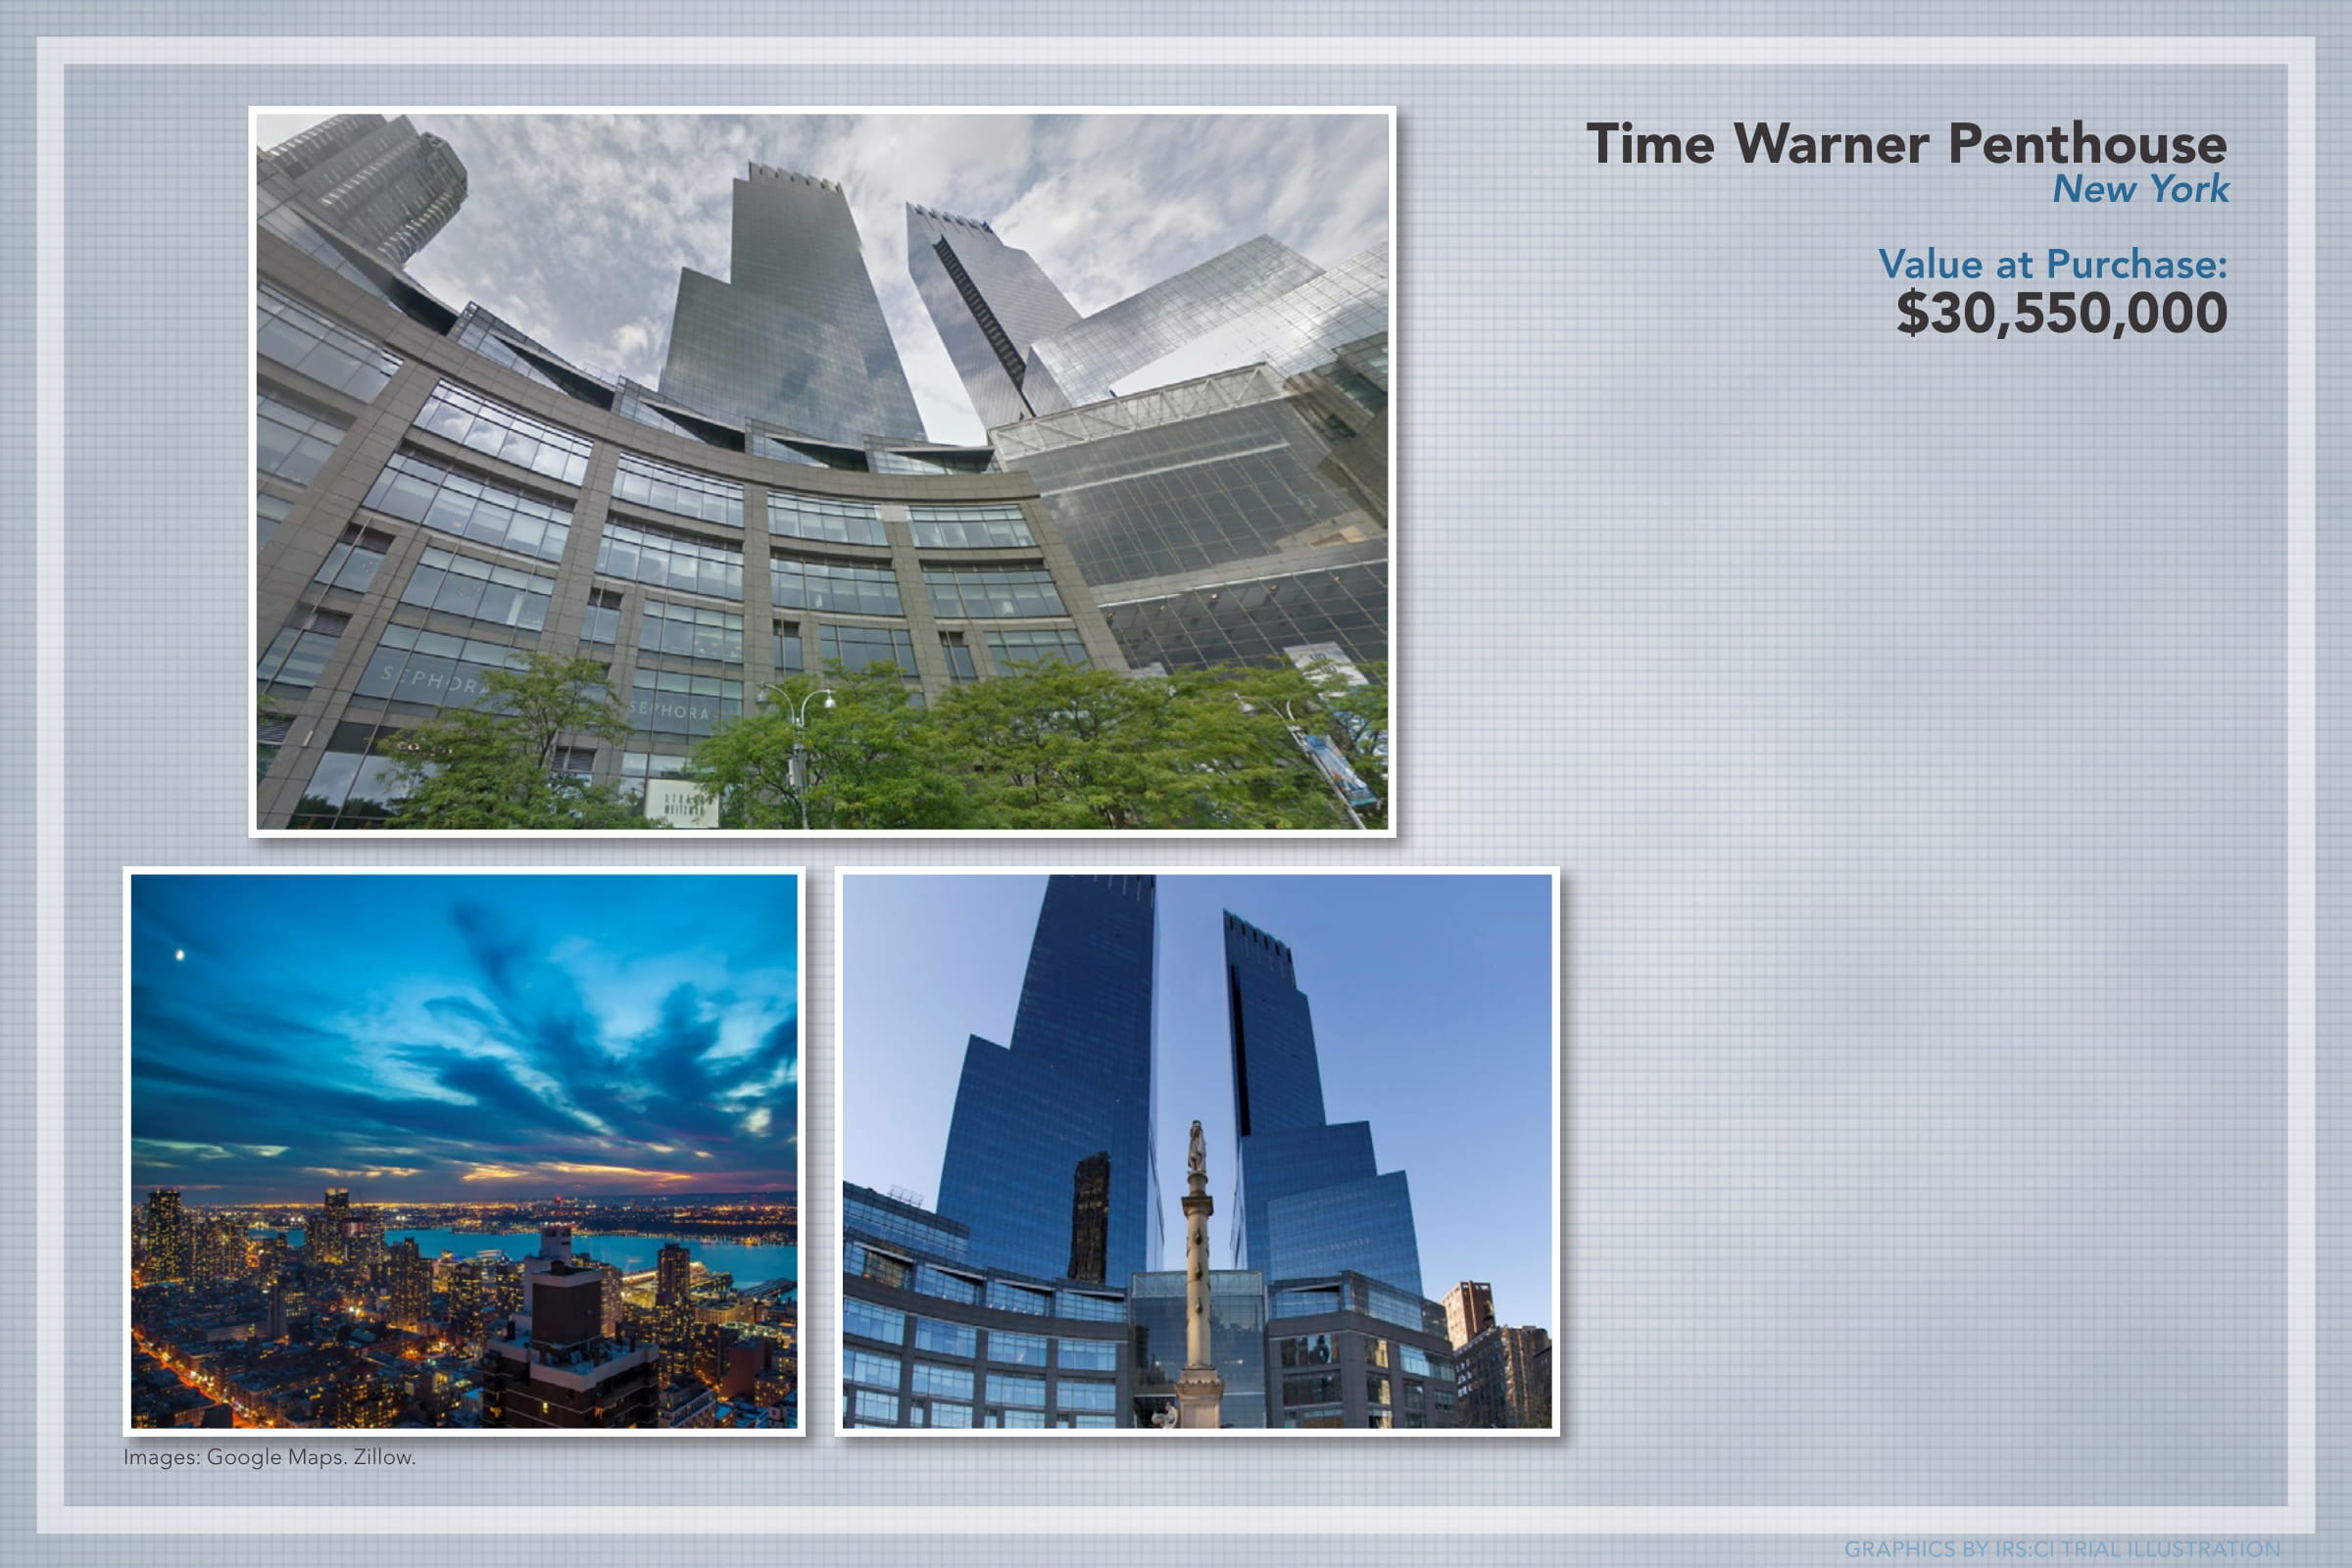 Time Warner Penthouse
New York
Value at Purchase:
$30,550,000
SEPHORA
SEPHORA
Images: Google Maps. Zillow.
GRAPHICS BY IRS:CI TRIAL ILLUSTRATION